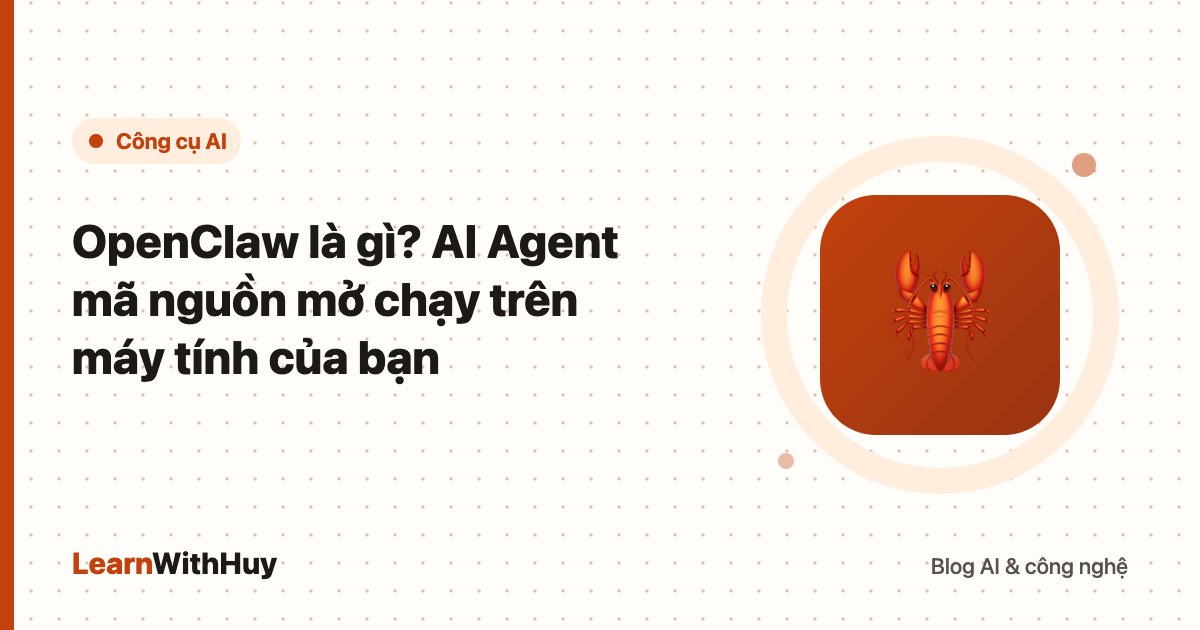 Công cụ AI
OpenClaw là gì? AI Agent
mã nguồn mở chạy trên
máy tính của bạn
LearnWithHuy
Blog AI & công nghệ